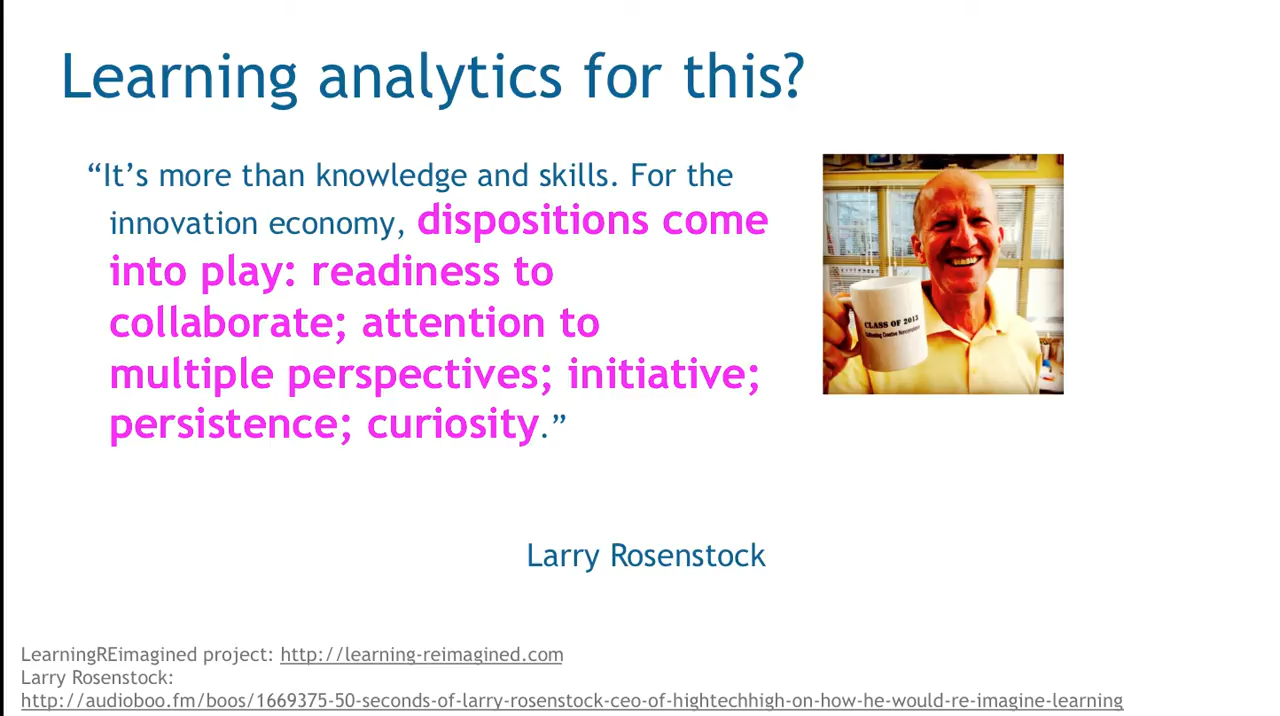 Learning analytics for this?
“It’s more than knowledge and skills. For the
innovation economy, dispositions come
into play: readiness to
collaborate; attention to
multiple perspectives; initiative;
persistence; curiosity.”
CLASS OF 2013
Larry Rosenstock
LearningREimagined project: http://learning-reimagined.com
Larry Rosenstock:
http://audioboo.fm/boos/1669375-50-seconds-of-larry-rosenstock-ceo-of-hightechhigh-on-how-he-would-re-imagine-learning